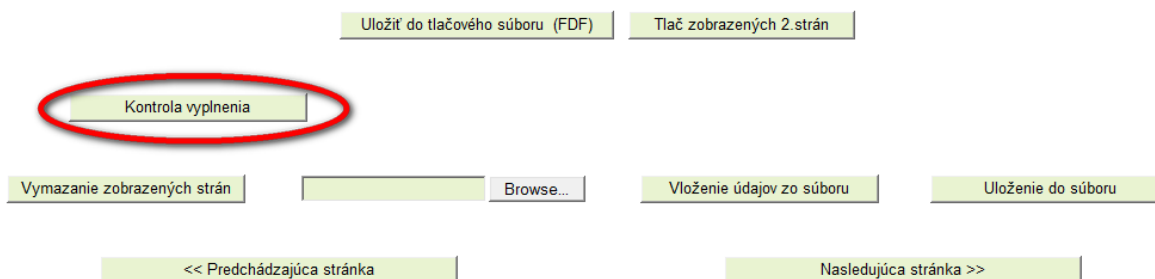 Uložiť do tlačového súboru (FDF) Tlač zobrazených 2.strán
Kontrola vyplnenia
Vymazanie zobrazených strán Browse... Vloženie údajov zo súboru Uloženie do súboru
<< Predchádzajúca stránka Nasledujúca stránka >>